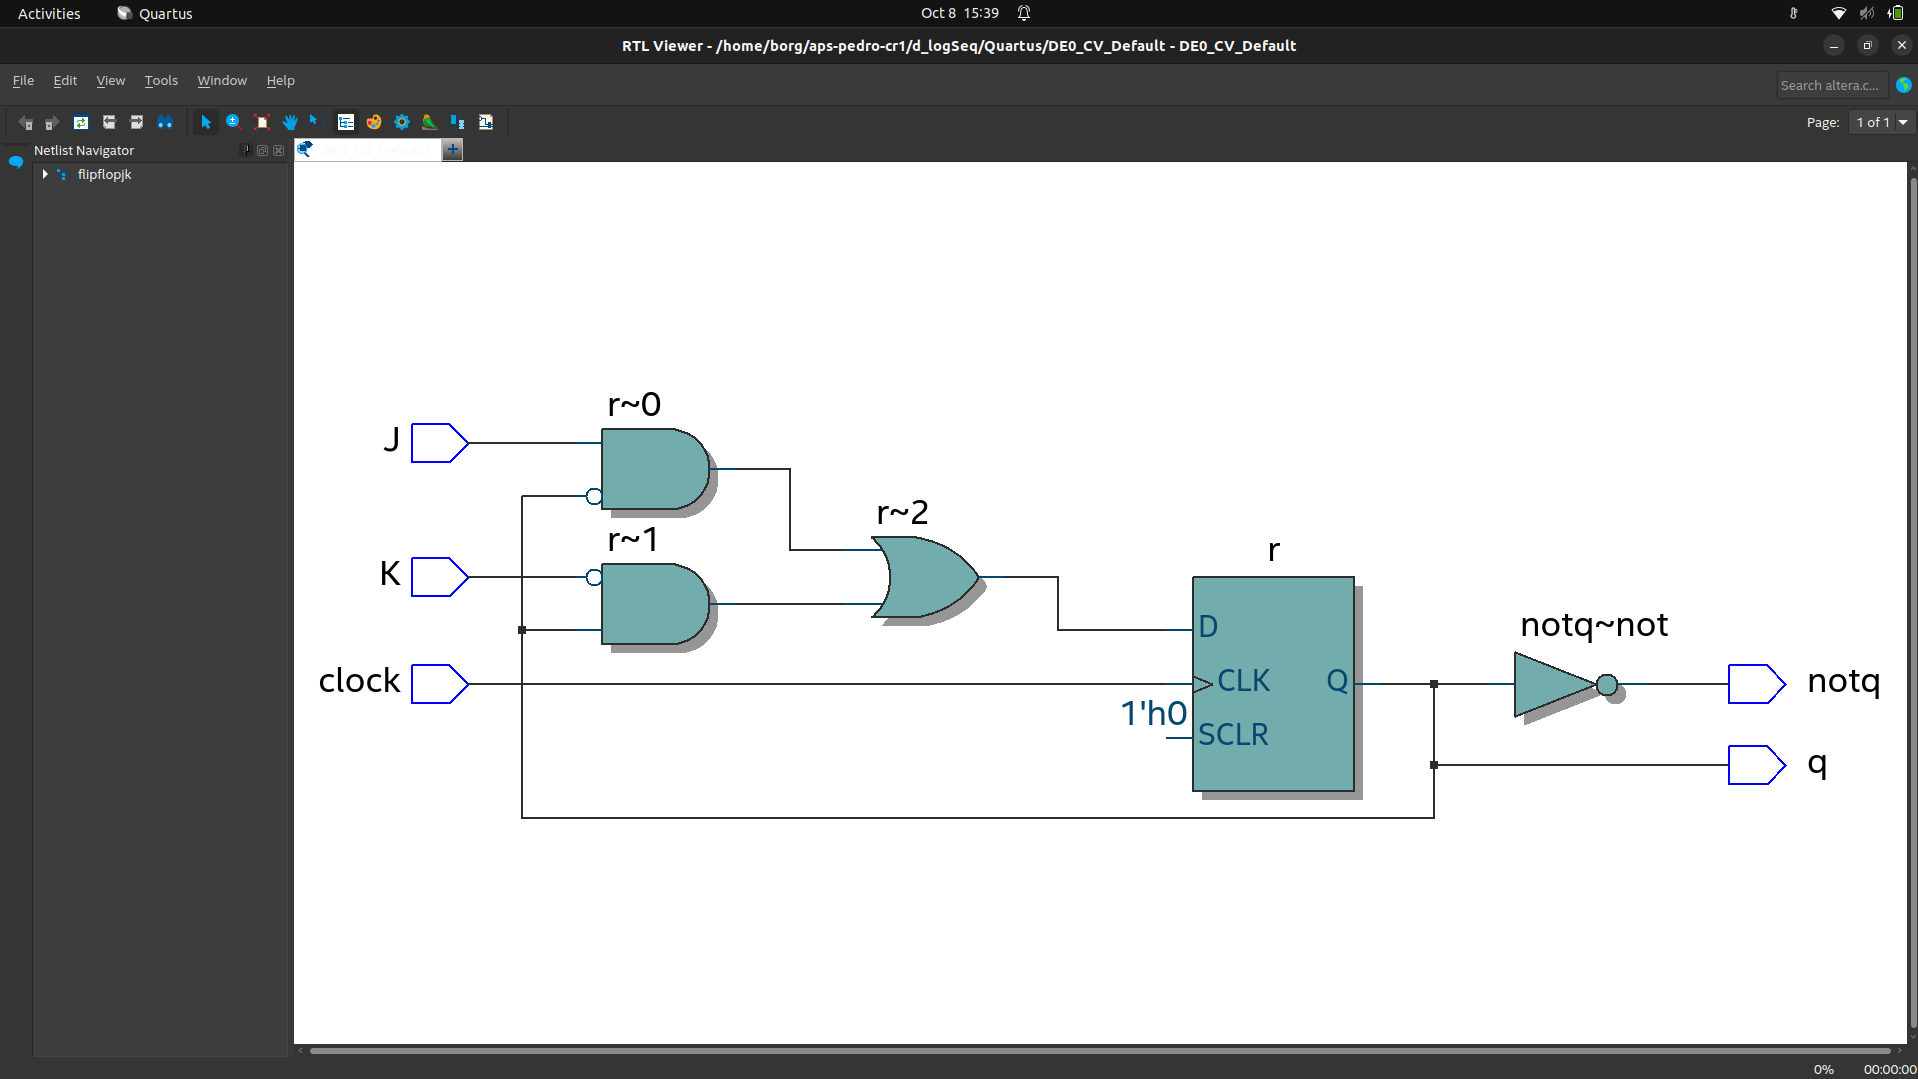 Activities Quartus Oct 8 15:39
RTL Viewer - /home/borg/aps-pedro-cr1/d_logSeq/Quartus/DE0_CV_Default - DE0_CV_Default
File Edit View Tools Window Help Search altera.c...
Page: 1 of 1
Netlist Navigator
flipflopjk
r~0
J
r~2
r~1
r
K
D
notq~not
clock
CLK Q
notq
1'h0
SCLR
q
0% 00:00:00